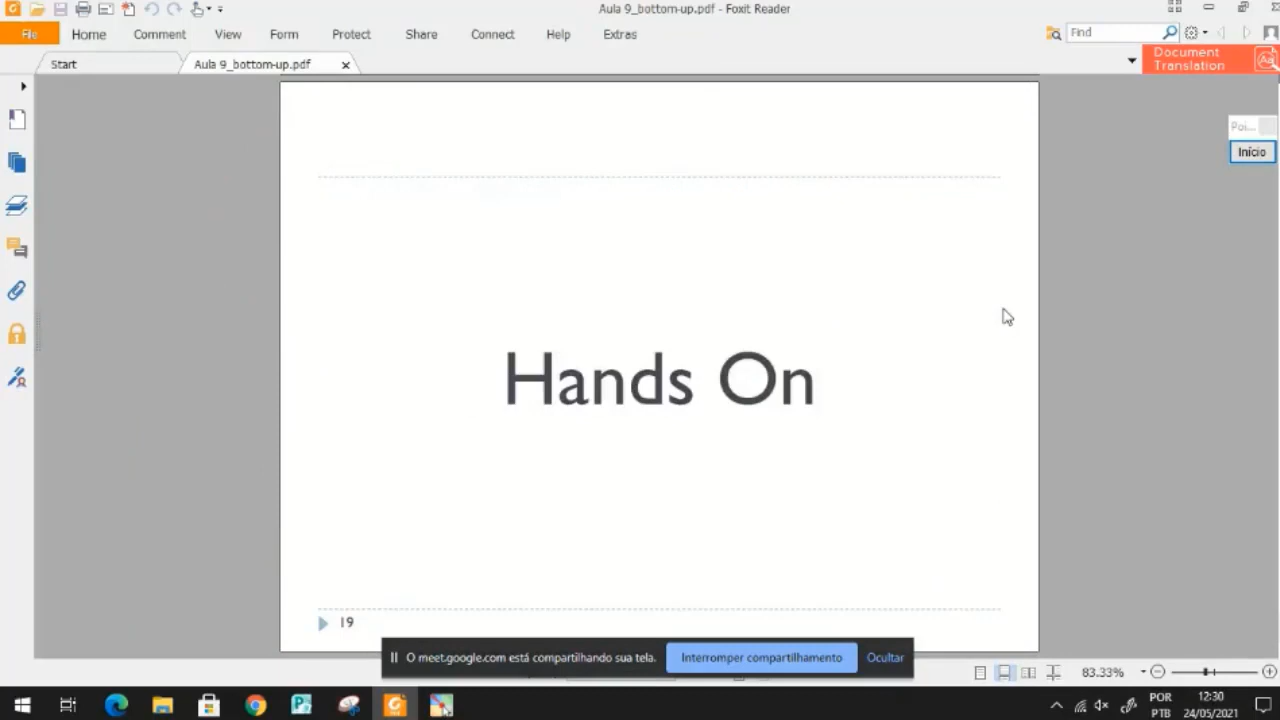 Aula 9_bottom-up.pdf - Foxit Reader
File Home Comment View Form Protect Share Connect Help Extras
Find
Start
Aula 9_bottom-up.pdf
Document
Translation
Poi...
Início
Hands On
19
O meet.google.com está compartilhando sua tela. Interromper compartilhamento Ocultar
83.33%
POR 12:30
PTB 24/05/2021